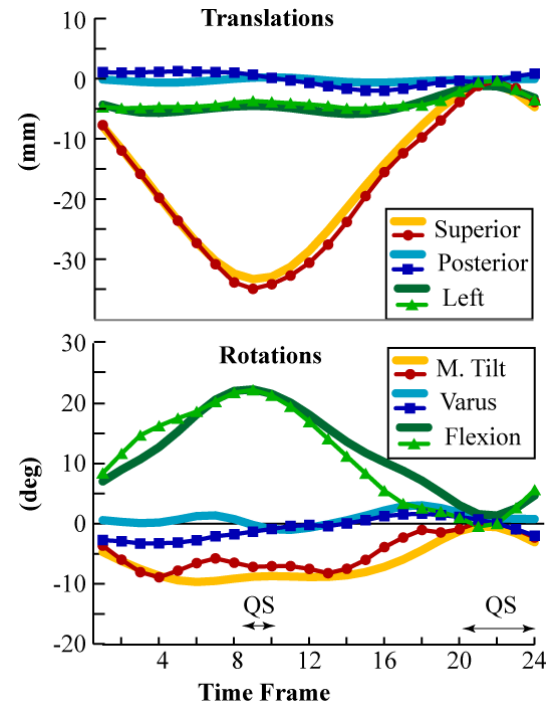 Translations
10
0
-10
-20
-30
(mm)
Superior
Posterior
Left
Rotations
30
20
10
0
-10
-20
(deg)
M. Tilt
Varus
Flexion
QS
QS
4
8
12
16
20
24
Time Frame